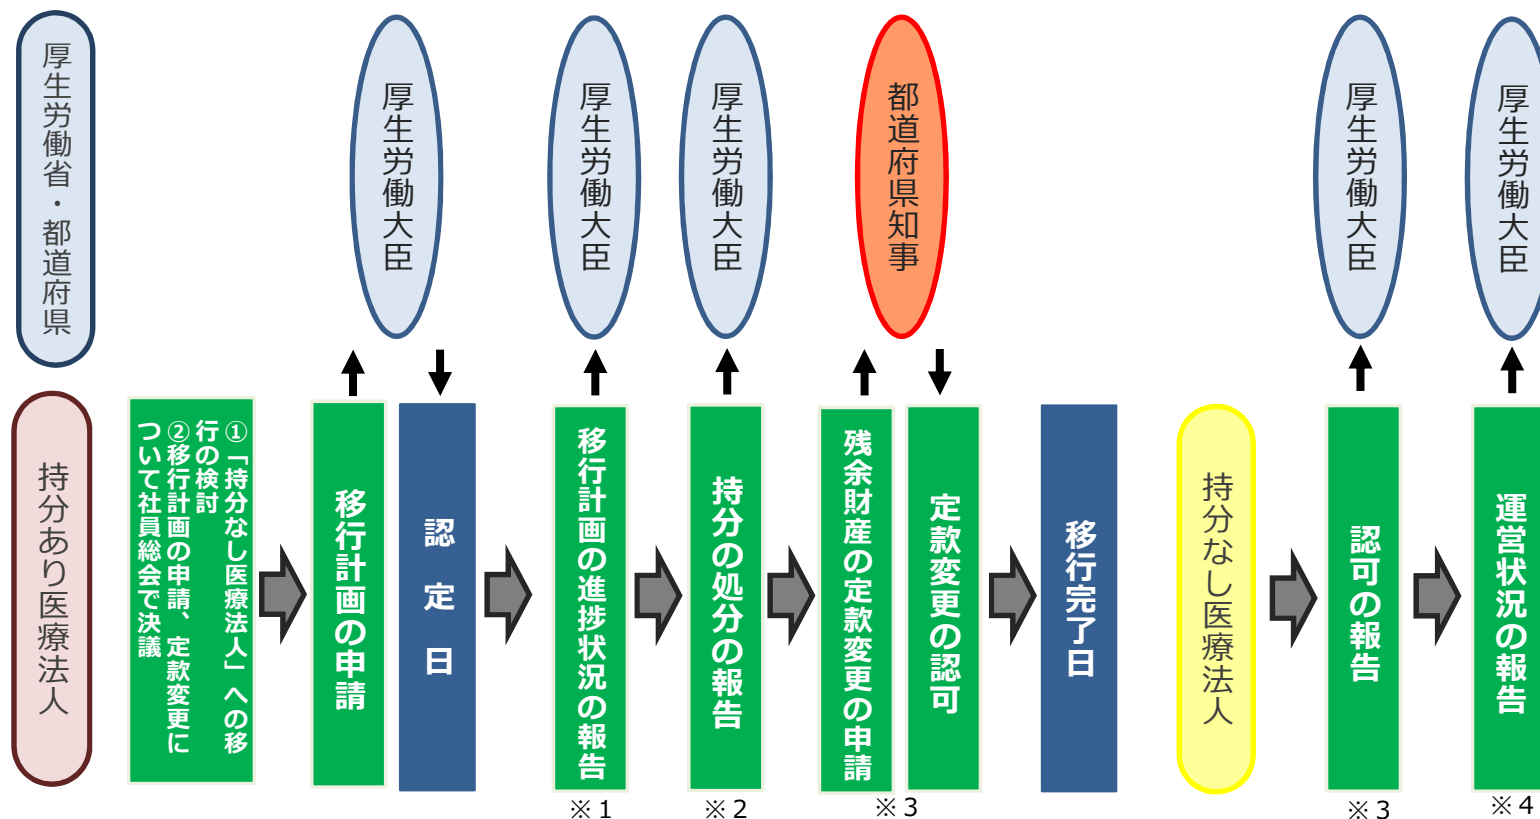 厚生労働省・都道府県
厚生労働大臣
厚生労働大臣
厚生労働大臣
都道府県知事
厚生労働大臣
厚生労働大臣
持分あり医療法人
①「持分なし医療法人」への移
行の検討
②移行計画の申請、定款変更に
ついて社員総会で決議
移行計画の申請
認定日
移行計画の進捗状況の報告
持分の処分の報告
残余財産の定款変更の申請
定款変更の認可
移行完了日
持分なし医療法人
認可の報告
運営状況の報告
※1
※2
※3
※3
※4